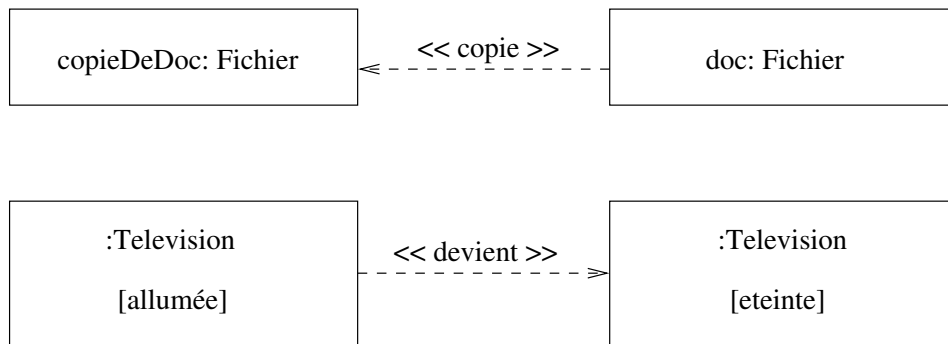 copieDeDoc: Fichier
<< copie >>
doc: Fichier
:Television
[allumée]
<< devient >>
:Television
[eteinte]